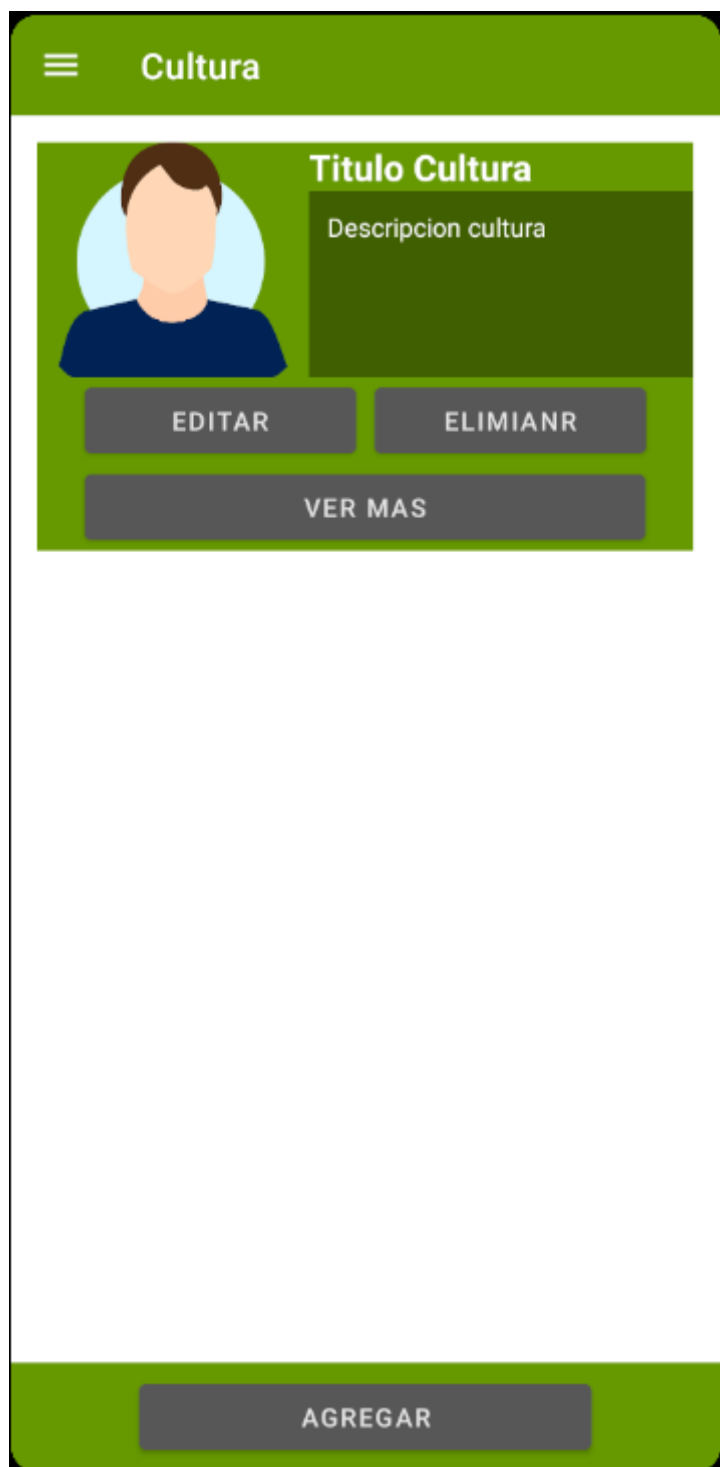 Cultura
Titulo Cultura
Descripcion cultura
EDITAR
ELIMIANR
VER MAS
AGREGAR